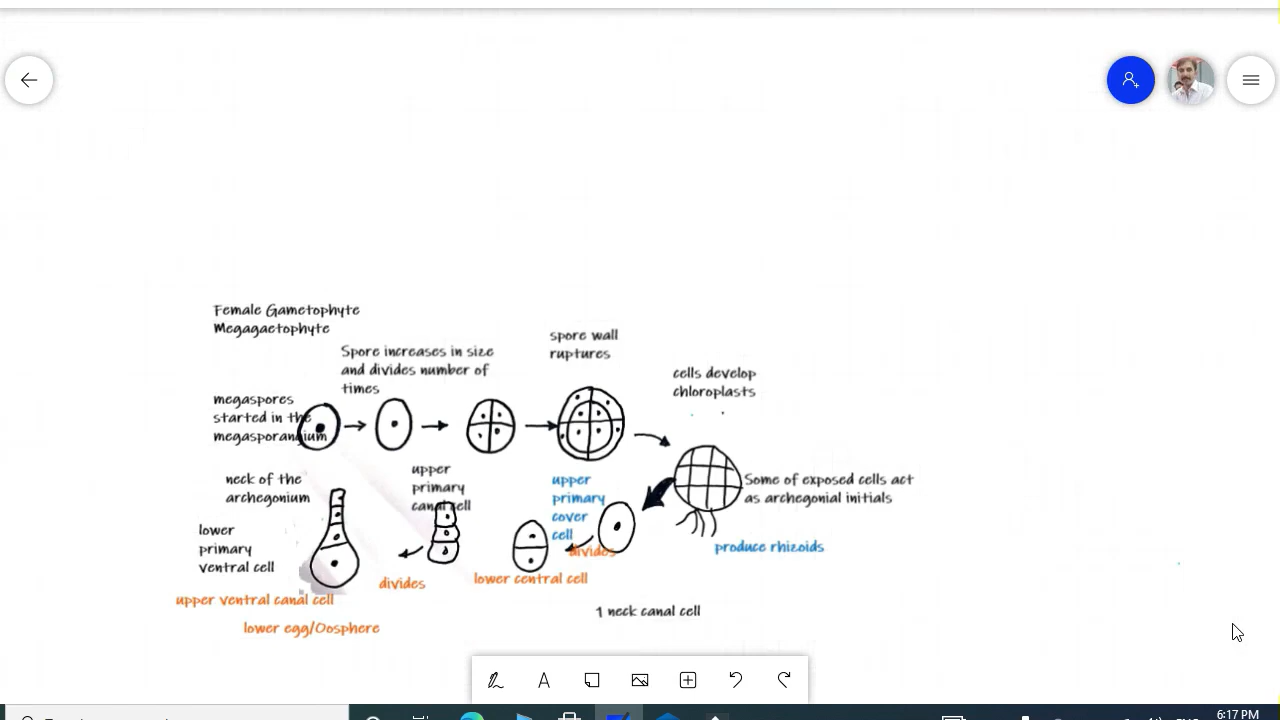 Female Gametophyte
Megagaetophyte
Spore increases in size
and divides number of
times
spore wall
ruptures
cells develop
chloroplasts
megaspores
started in the
megasporangium
neck of the
archegonium
upper
primary
canal cell
upper
primary
cover
cell
divides
Some of exposed cells act
as archegonial initials
produce rhizoids
lower
primary
ventral cell
divides
lower central cell
upper ventral canal cell
lower egg/Oosphere
1 neck canal cell
6:17 PM